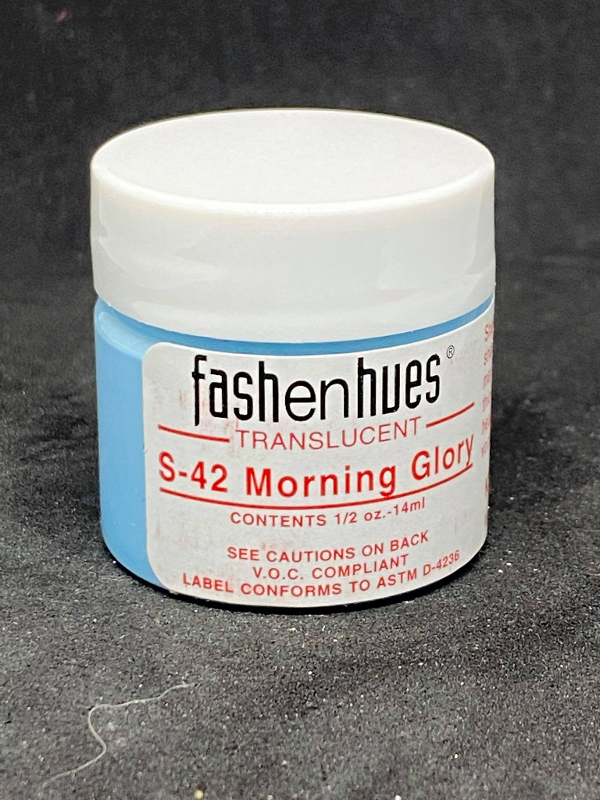 fashenhues®
TRANSLUCENT
S-42 Morning Glory
CONTENTS 1/2 oz.-14ml
SEE CAUTIONS ON BACK
V.O.C. COMPLIANT
LABEL CONFORMS TO ASTM D-4236